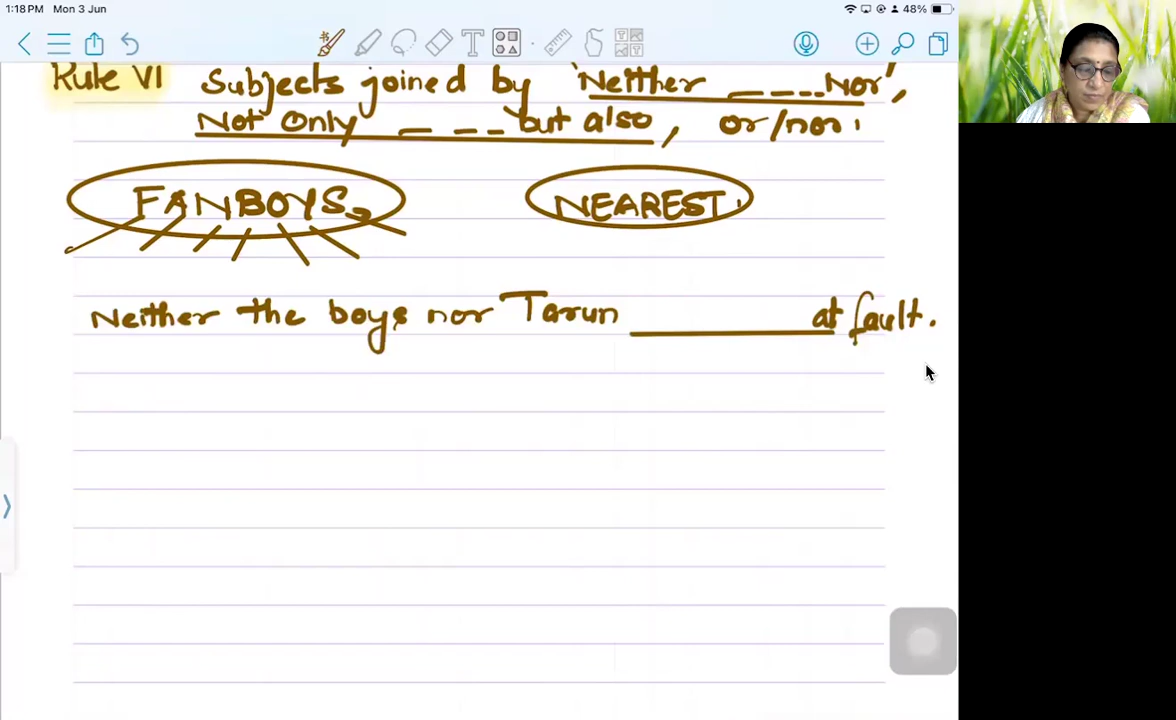 1:18 PM Mon 3 Jun 48%
Rule VI Subjects joined by 'Neither _ _ _ _ Nor',
Not Only _ _ _ but also, or/nor.
FANBOYS NEAREST.
Neither the boys nor Tarun ________ at fault.